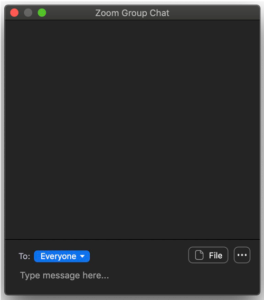 Zoom Group Chat
To: Everyone File
Type message here...